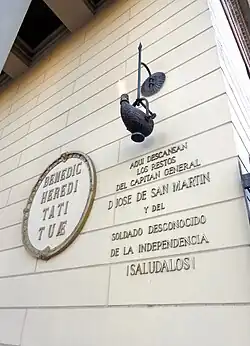 BENEDIC
HEREDI
TATI
TUÆ
AQUI DESCANSAN
LOS RESTOS
DEL CAPITAN GENERAL
D JOSE DE SAN MARTIN
Y DEL
SOLDADO DESCONOCIDO
DE LA INDEPENDENCIA
¡SALUDALOS!